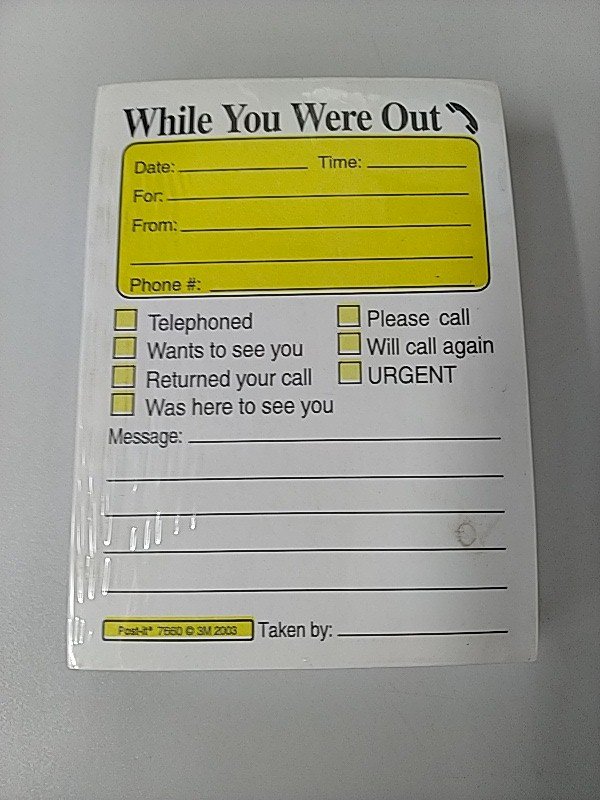 While You Were Out
Date: Time:
For:
From:
Phone #:
Telephoned Please call
Wants to see you Will call again
Returned your call URGENT
Was here to see you
Message:
Post-it® 7660 © 3M 2003 Taken by: